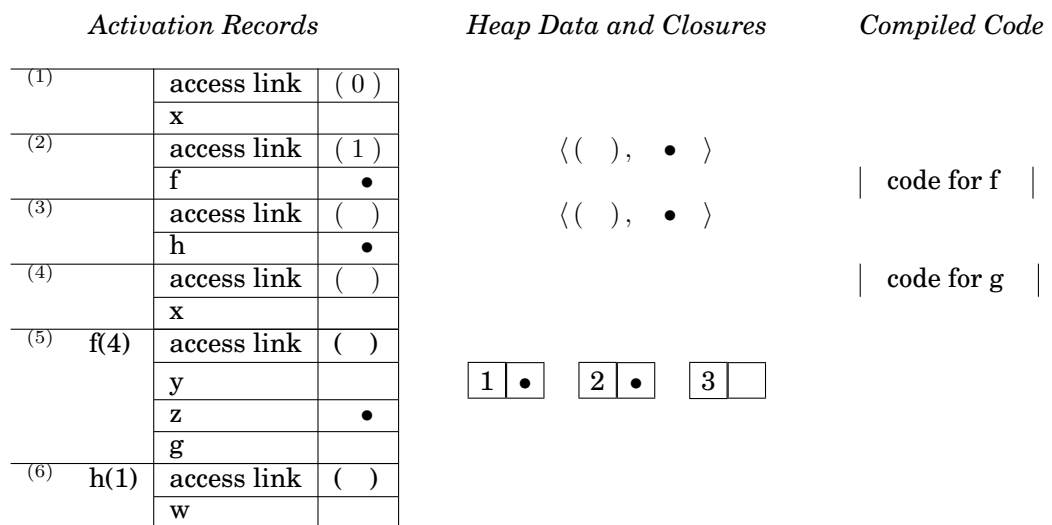 Activation Records Heap Data and Closures Compiled Code
(1) access link ( 0 )
x
(2) access link ( 1 ) ⟨( ), • ⟩
f • code for f
(3) access link ( ) ⟨( ), • ⟩
h •
(4) access link ( ) code for g
x
(5) f(4) access link ( )
y 1 • 2 • 3
z •
g
(6) h(1) access link ( )
w